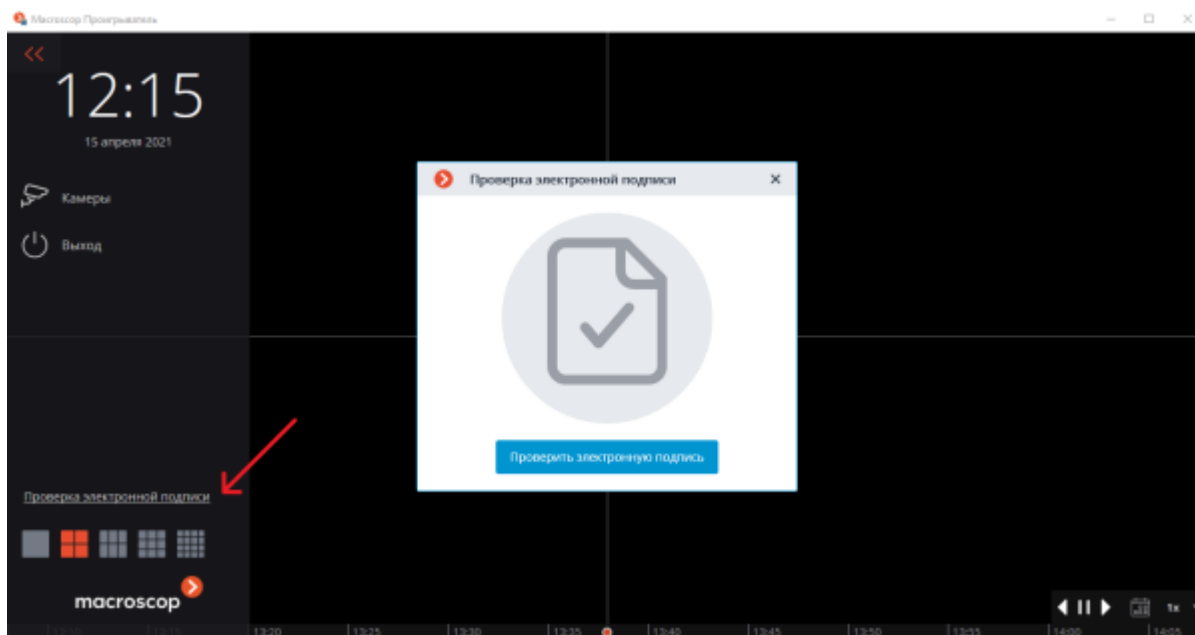 Macroscop Проигрыватель
12:15
15 апреля 2021
Камеры
Выход
Проверка электронной подписи
Проверить электронную подпись
Проверка электронной подписи
macroscop
1x
13:20 13:25 13:30 13:35 13:40 13:45 13:50 13:55 14:00 14:05